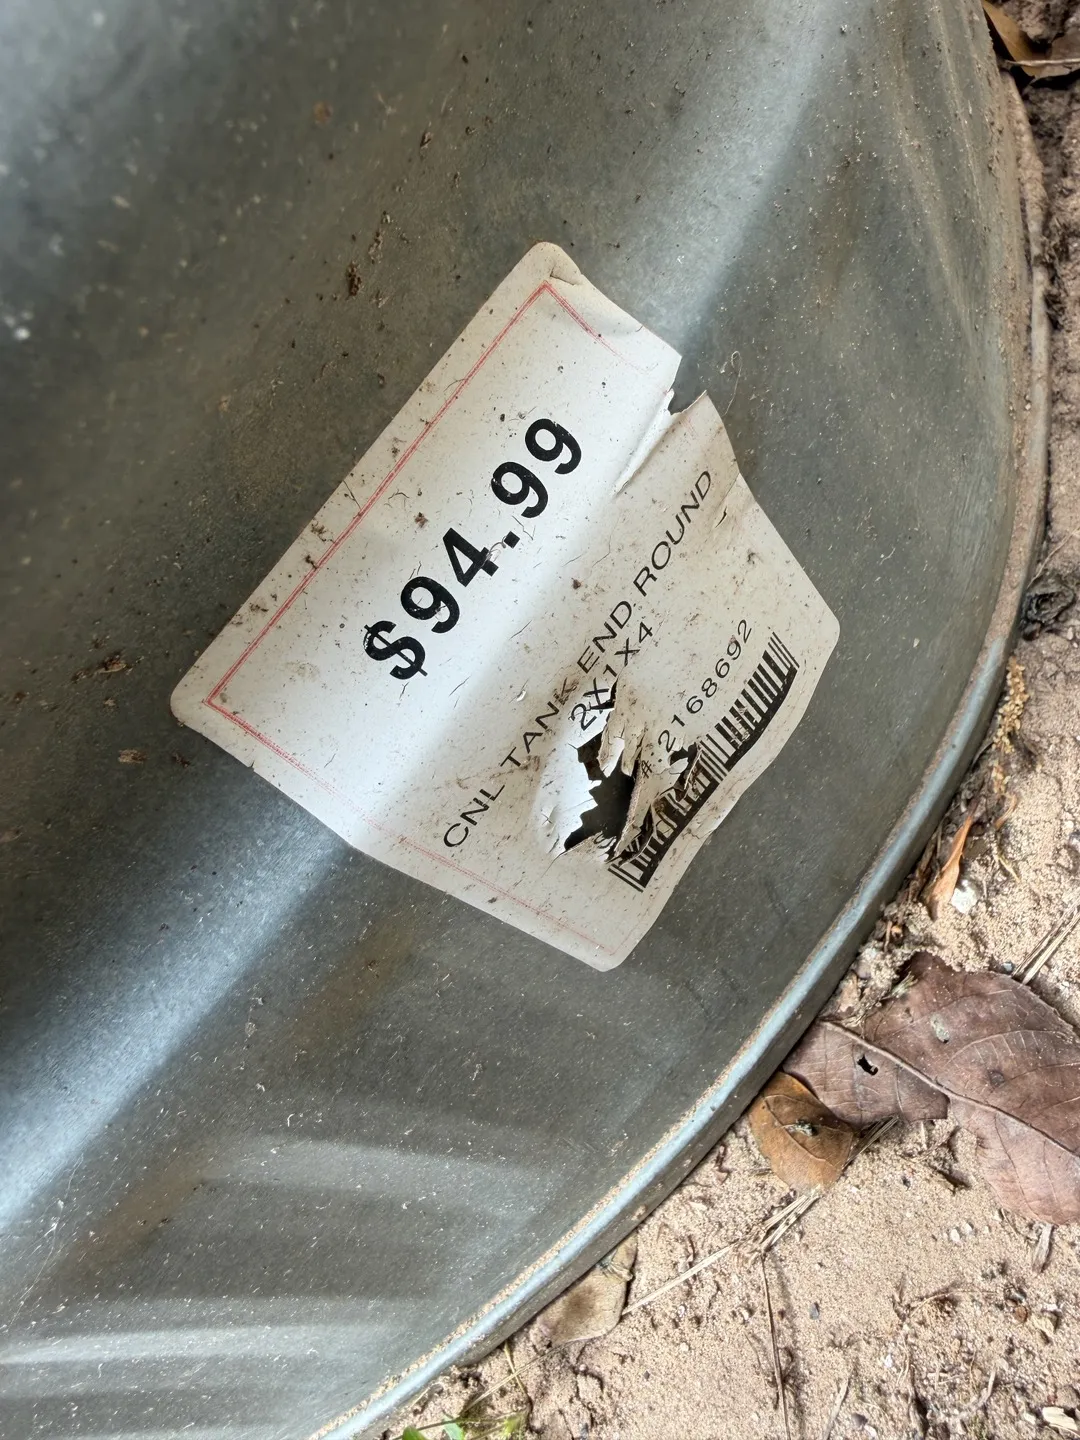 $94.99
CNL TANK END ROUND
2X1X4
#: 2168692